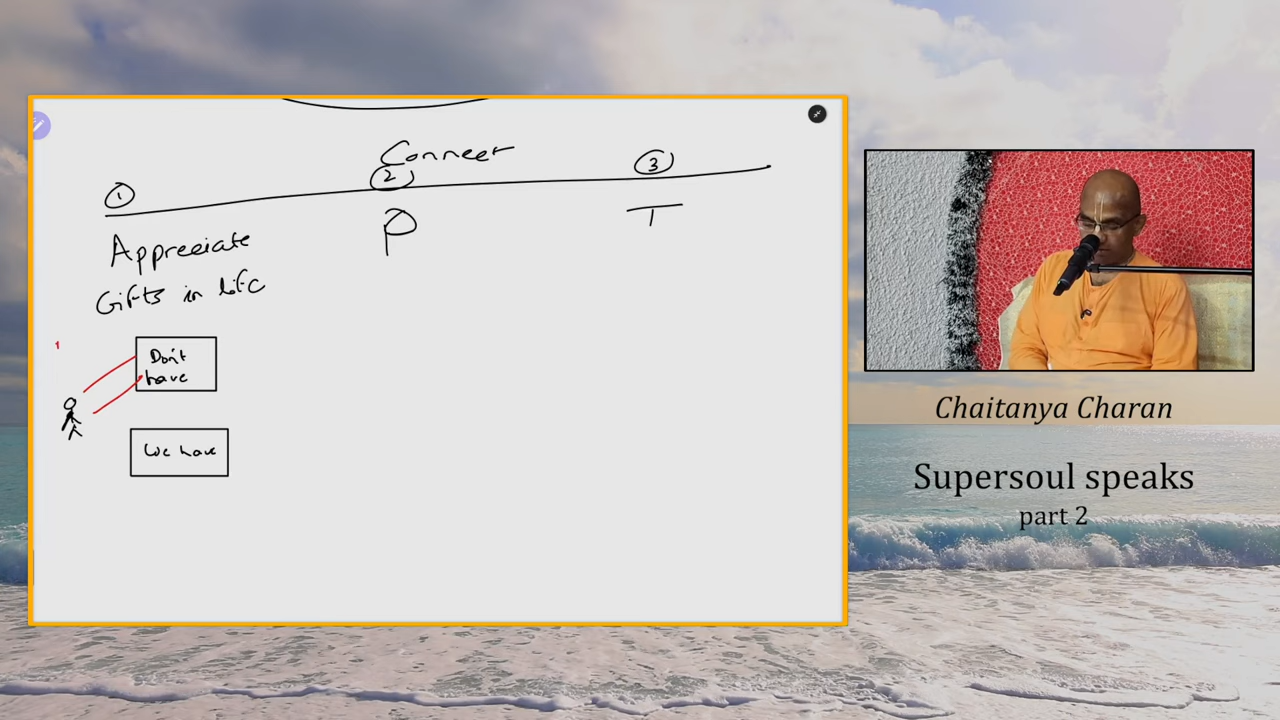 Connect
1
2
3
Appreciate
P
T
Gifts in life
Don't
have
We have
Chaitanya Charan
Supersoul speaks
part 2